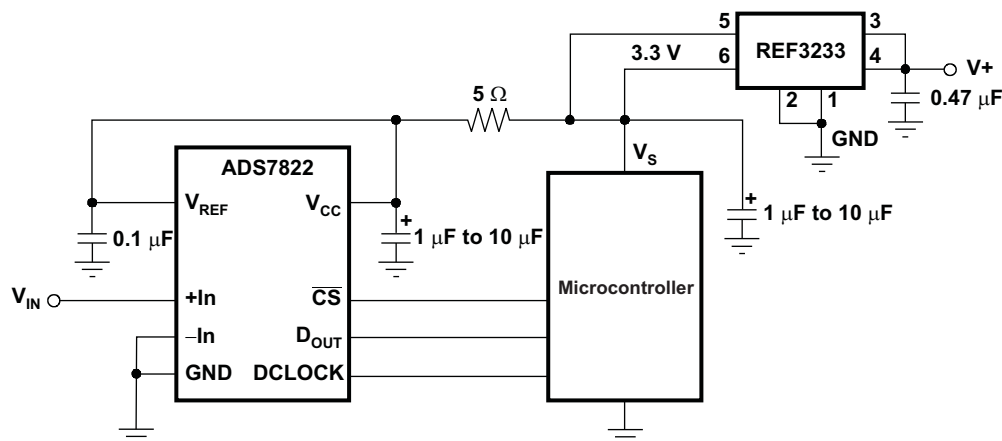 5
3
REF3233
3.3 V
6
4
V+
5 Ω
2
1
0.47 μF
GND
ADS7822
V_S
V_REF
V_CC
+
+
0.1 μF
1 μF to 10 μF
1 μF to 10 μF
Microcontroller
V_IN
+In
C̅S̅
–In
D_OUT
GND
DCLOCK